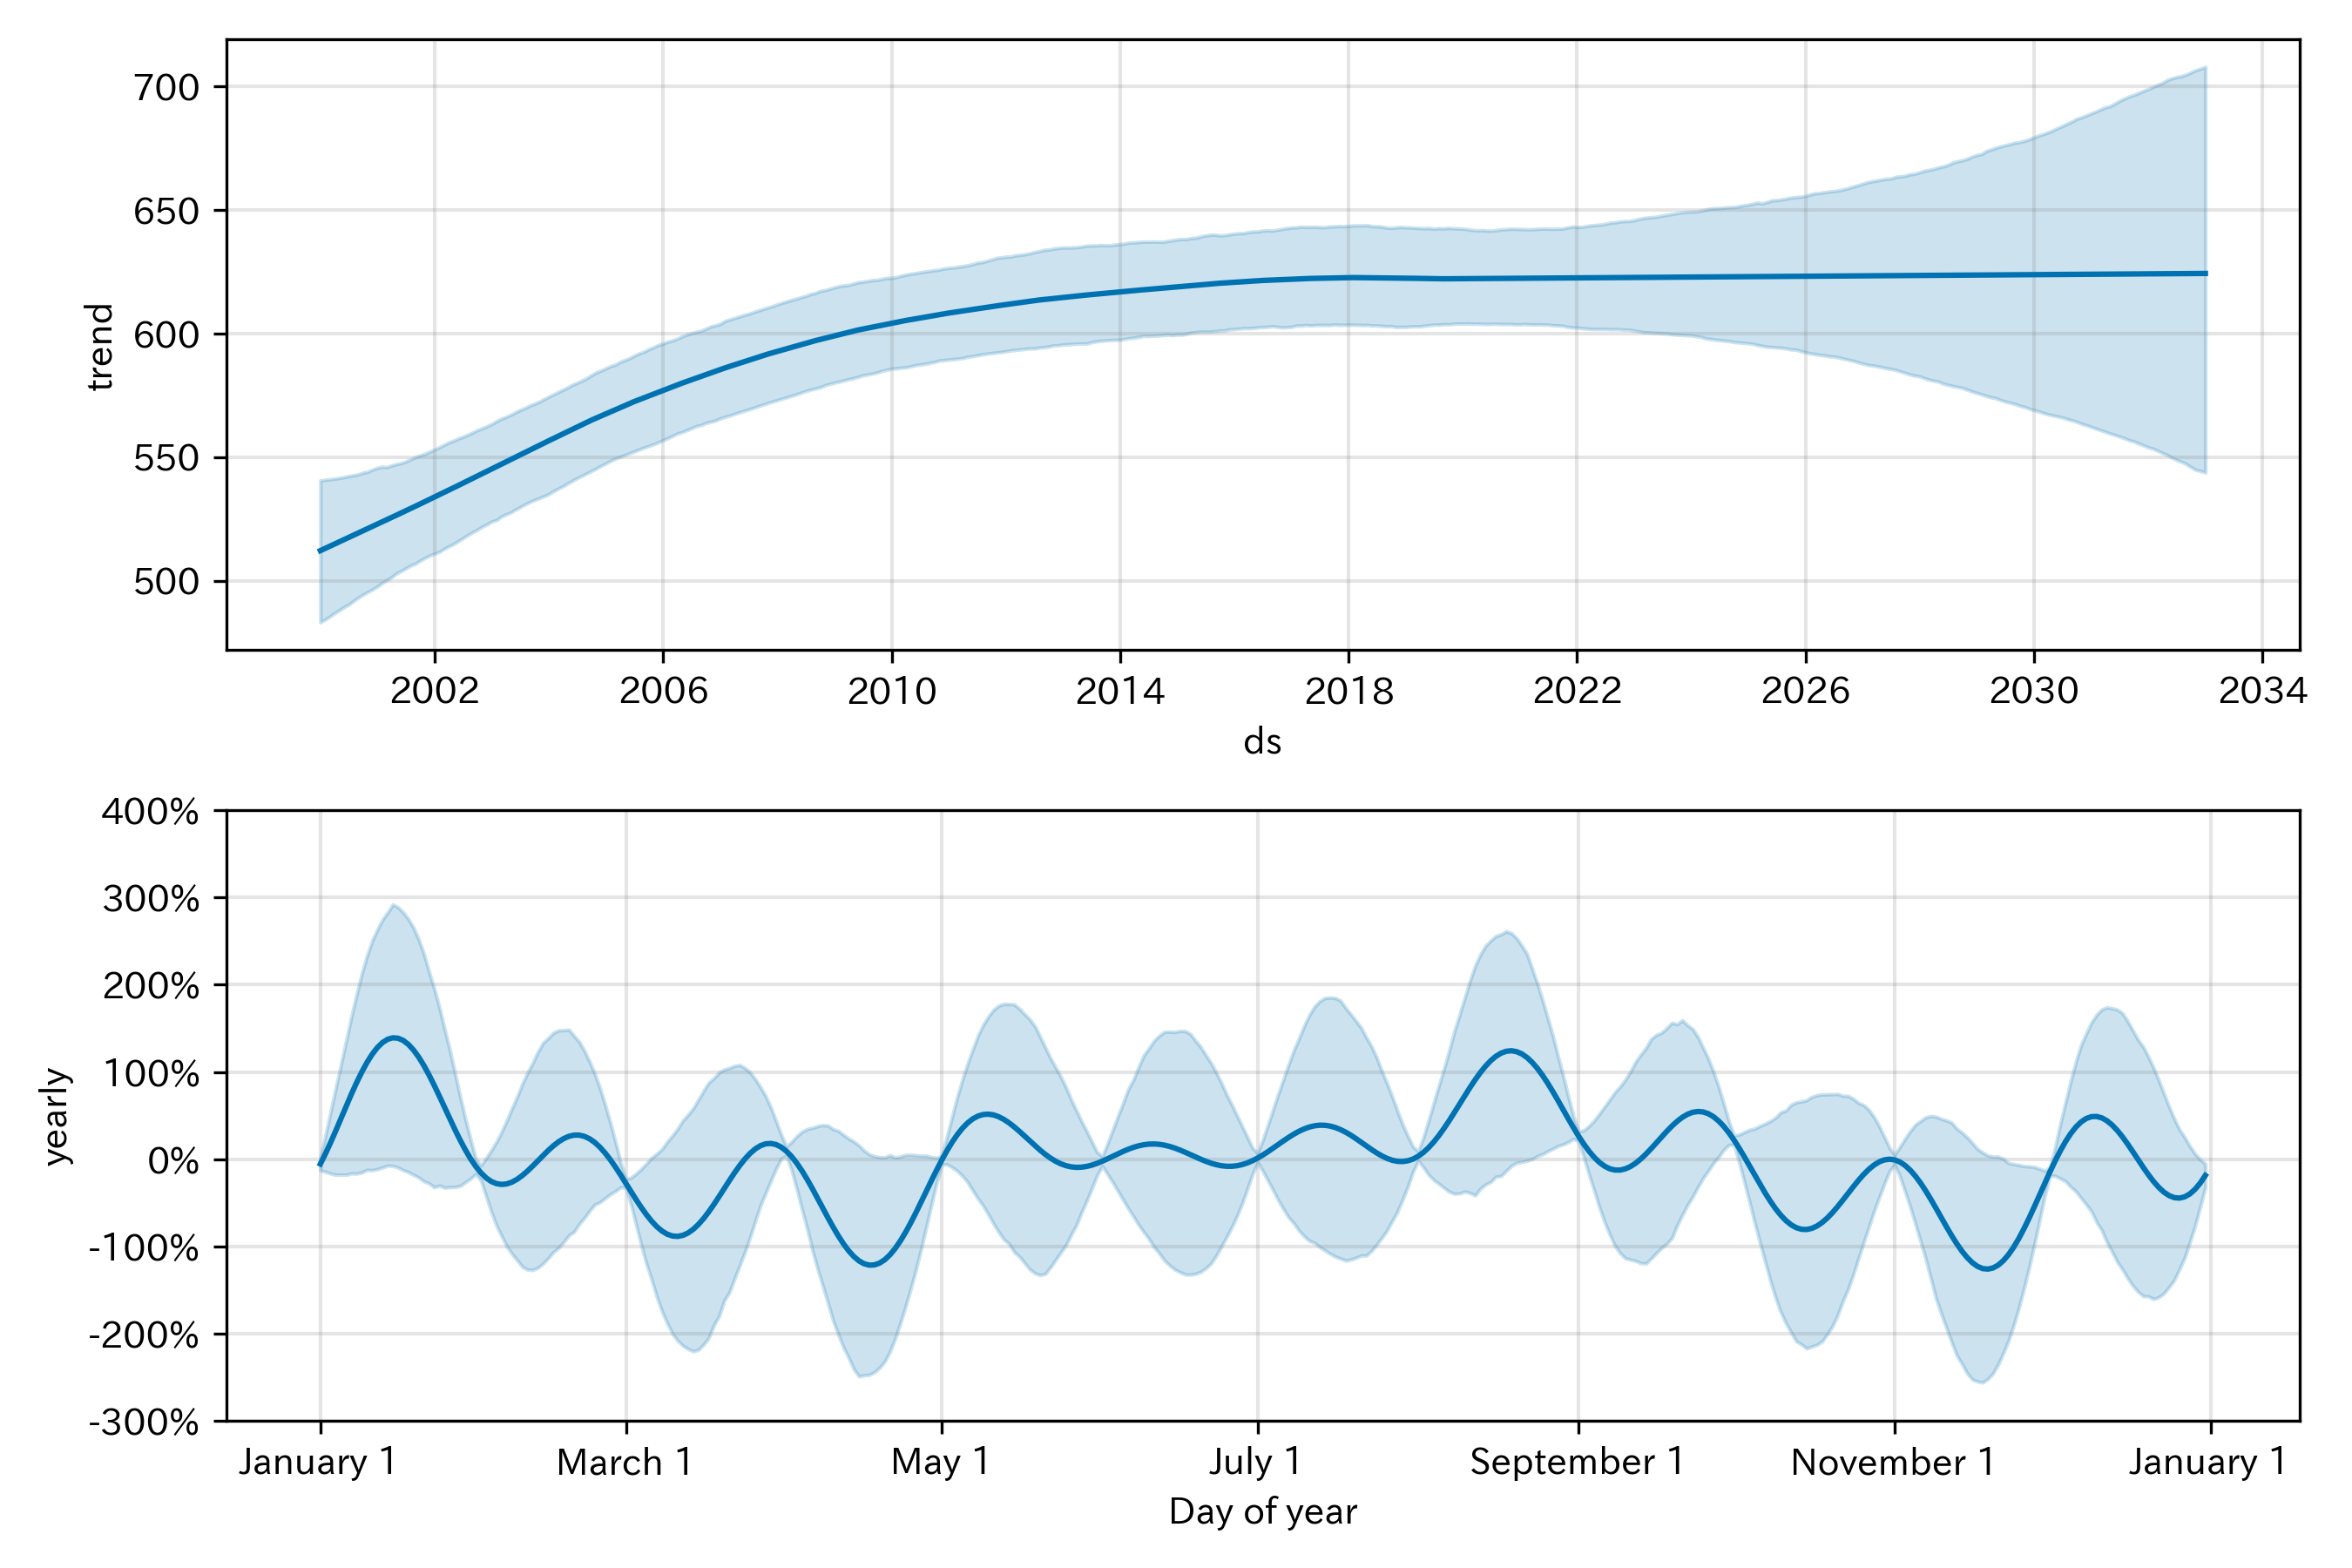 700
650
600
550
500
trend
2002 2006 2010 2014 2018 2022 2026 2030 2034
ds
400%
300%
200%
100%
0%
-100%
-200%
-300%
yearly
January 1 March 1 May 1 July 1 September 1 November 1 January 1
Day of year